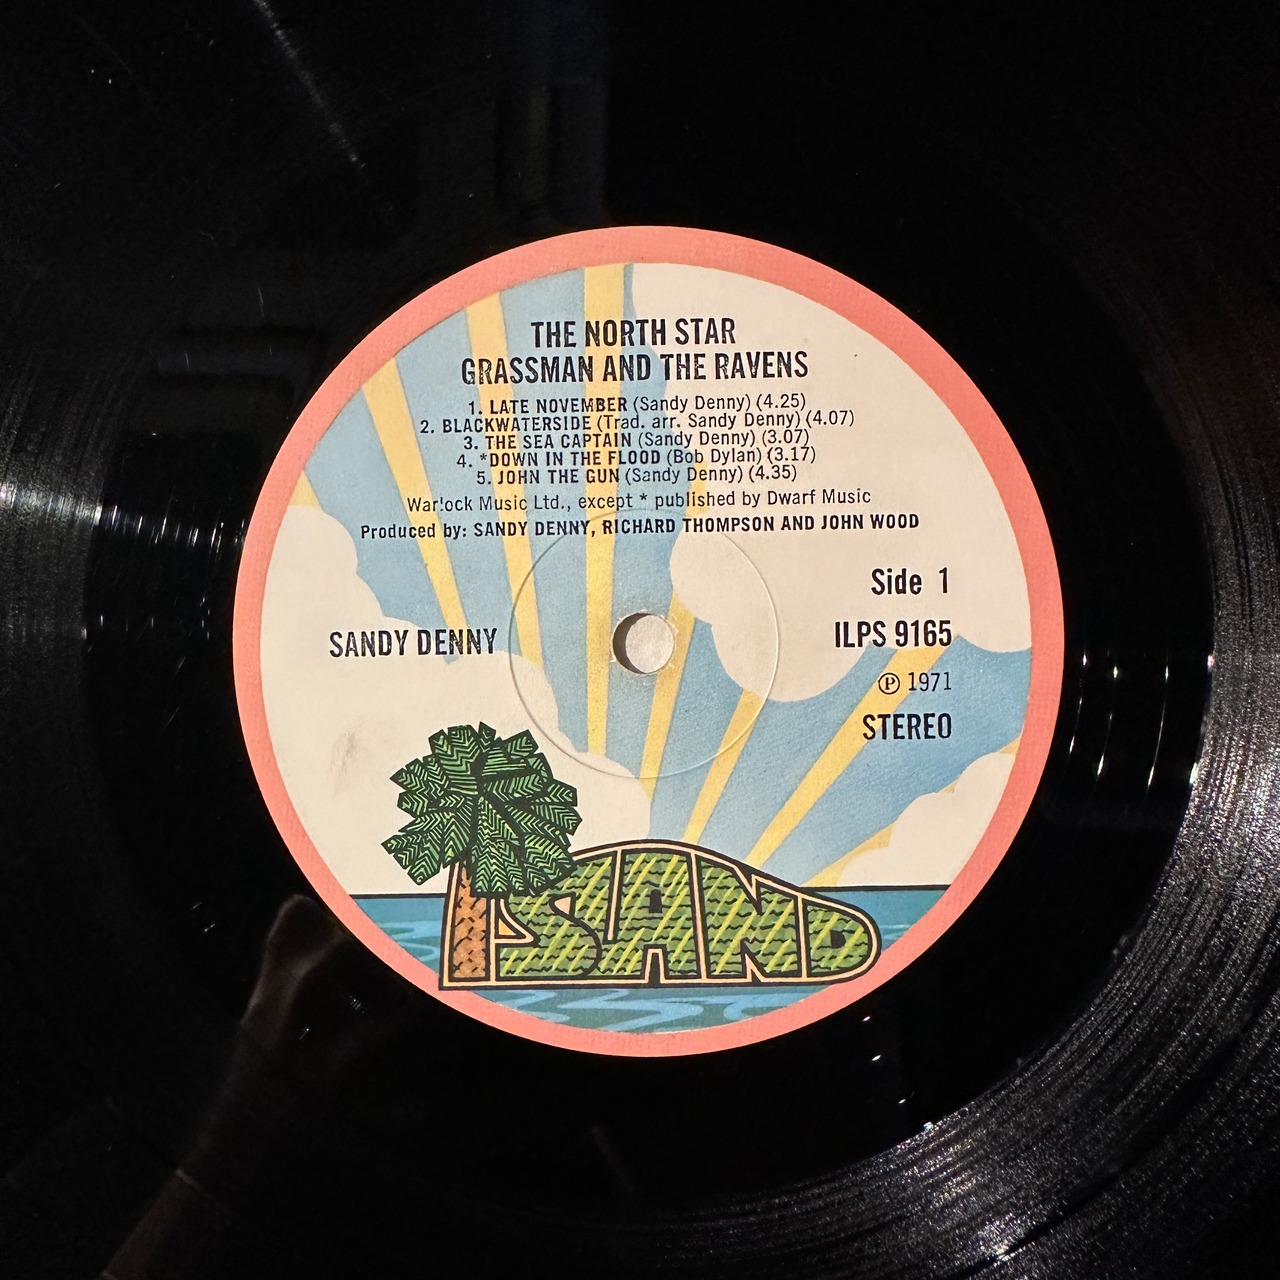 THE NORTH STAR
GRASSMAN AND THE RAVENS
1. LATE NOVEMBER (Sandy Denny) (4.25)
2. BLACKWATERSIDE (Trad. arr. Sandy Denny) (4.07)
3. THE SEA CAPTAIN (Sandy Denny) (3.07)
4. *DOWN IN THE FLOOD (Bob Dylan) (3.17)
5. JOHN THE GUN (Sandy Denny) (4.35)
Warlock Music Ltd., except * published by Dwarf Music
Produced by: SANDY DENNY, RICHARD THOMPSON AND JOHN WOOD
Side 1
SANDY DENNY
ILPS 9165
℗ 1971
STEREO
ISLAND